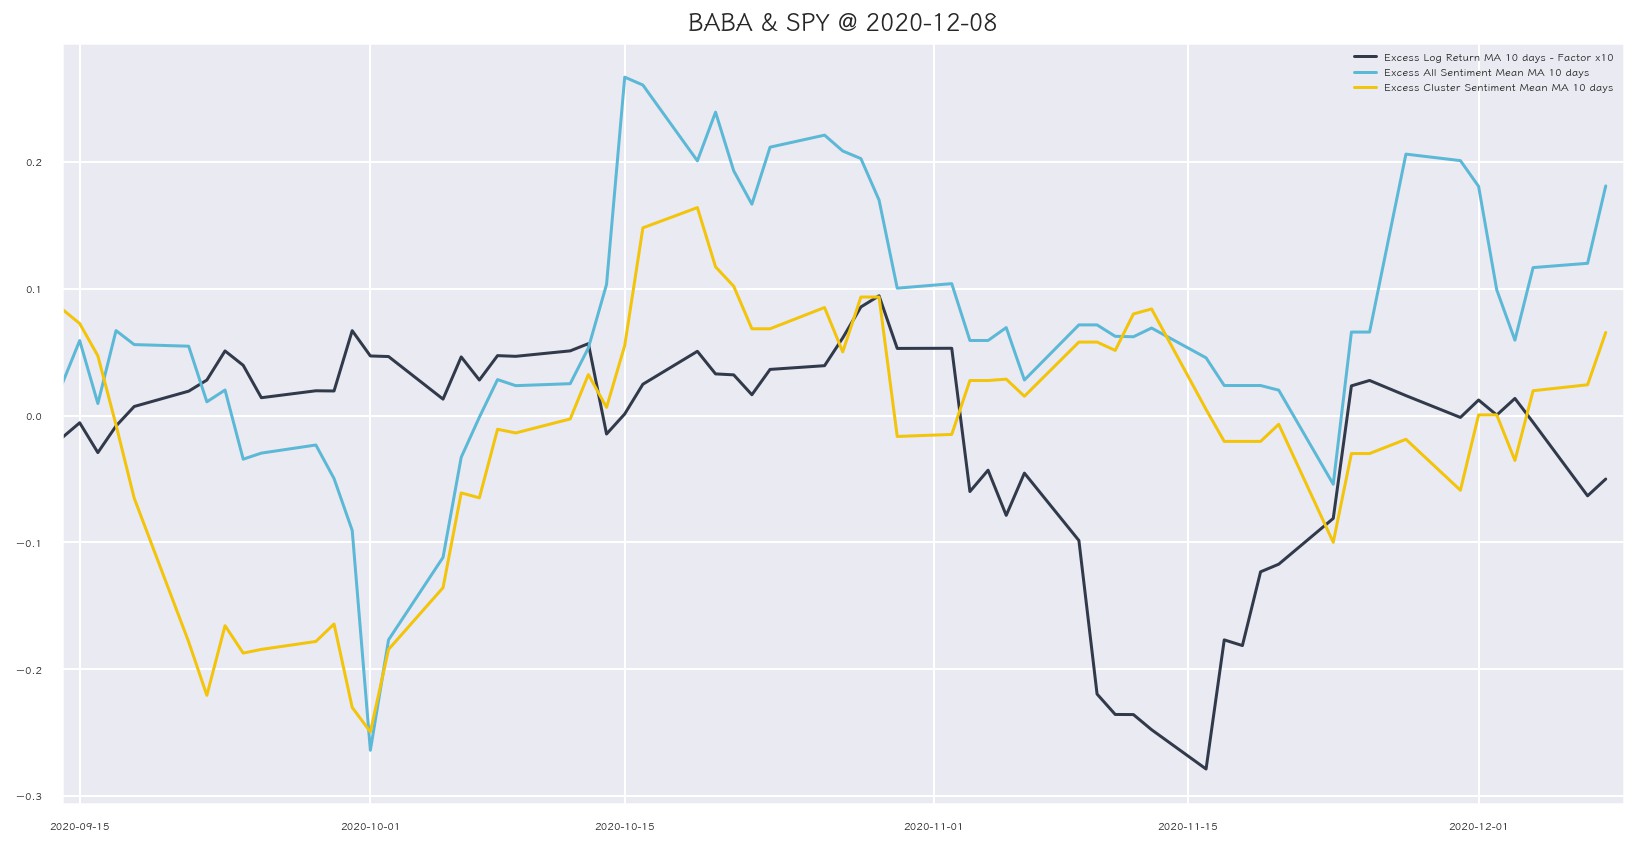 BABA & SPY @ 2020-12-08
Excess Log Return MA 10 days - Factor x10
Excess All Sentiment Mean MA 10 days
Excess Cluster Sentiment Mean MA 10 days
0.2
0.1
0.0
−0.1
−0.2
−0.3
2020-09-15 2020-10-01 2020-10-15 2020-11-01 2020-11-15 2020-12-01